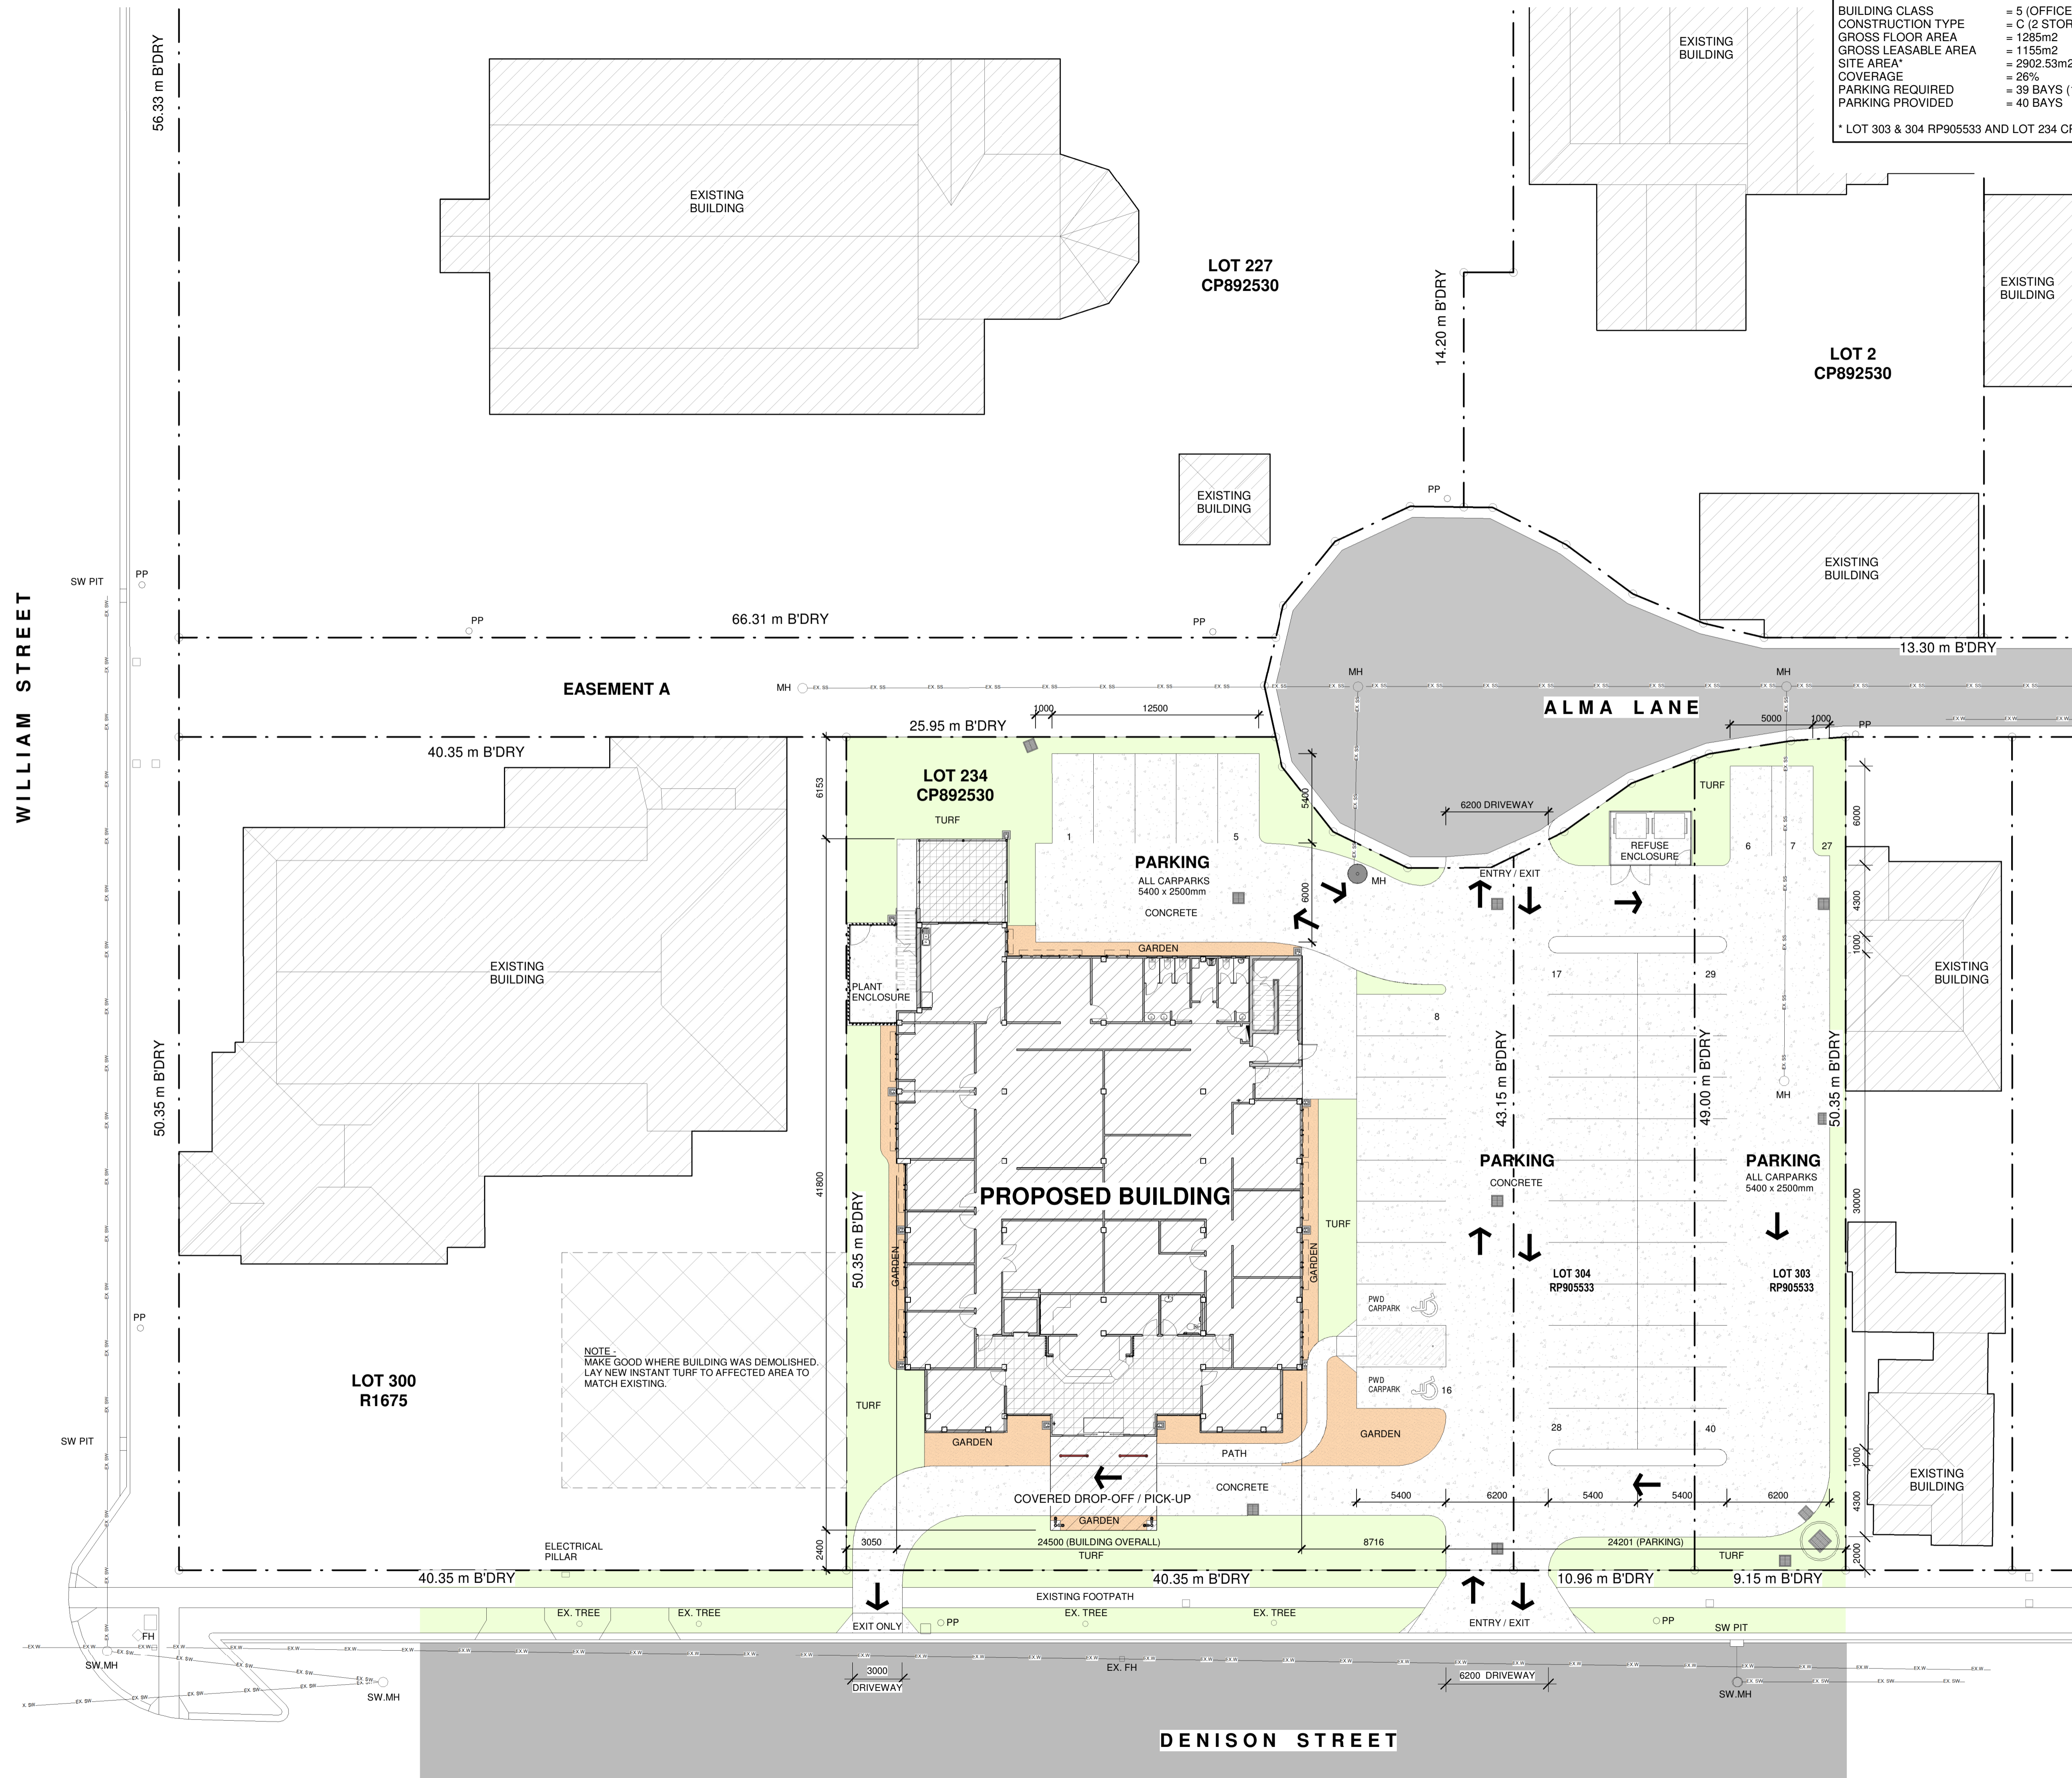 BUILDING CLASS = 5 (OFFICE
CONSTRUCTION TYPE = C (2 STOR
GROSS FLOOR AREA = 1285m2
GROSS LEASABLE AREA = 1155m2
SITE AREA* = 2902.53m2
COVERAGE = 26%
PARKING REQUIRED = 39 BAYS (
PARKING PROVIDED = 40 BAYS
* LOT 303 & 304 RP905533 AND LOT 234 CP
56.33 m B'DRY
EXISTING
BUILDING
EXISTING
BUILDING
LOT 227
CP892530
14.20 m B'DRY
EXISTING
BUILDING
LOT 2
CP892530
EXISTING
BUILDING
PP
EXISTING
BUILDING
WILLIAM STREET
SW PIT
PP
PP
66.31 m B'DRY
PP
13.30 m B'DRY
EASEMENT A
MH
EX. SS
MH
MH
ALMA LANE
1000
12500
5000
1000
PP
EX.W
25.95 m B'DRY
40.35 m B'DRY
6153
LOT 234
CP892530
TURF
5400
6200 DRIVEWAY
TURF
6000
1
5
PARKING
ALL CARPARKS
5400 x 2500mm
CONCRETE
6000
MH
ENTRY / EXIT
REFUSE
ENCLOSURE
6
7
27
4300
1000
GARDEN
EXISTING
BUILDING
PLANT
ENCLOSURE
17
29
8
EXISTING
BUILDING
50.35 m B'DRY
43.15 m B'DRY
49.00 m B'DRY
50.35 m B'DRY
MH
41800
50.35 m B'DRY
PROPOSED BUILDING
PARKING
CONCRETE
PARKING
ALL CARPARKS
5400 x 2500mm
30000
TURF
GARDEN
GARDEN
LOT 304
RP905533
LOT 303
RP905533
PP
PWD
CARPARK
NOTE -
MAKE GOOD WHERE BUILDING WAS DEMOLISHED.
LAY NEW INSTANT TURF TO AFFECTED AREA TO
MATCH EXISTING.
LOT 300
R1675
PWD
CARPARK
16
TURF
28
40
SW PIT
GARDEN
PATH
GARDEN
1000
COVERED DROP-OFF / PICK-UP
CONCRETE
5400
6200
5400
5400
6200
4300
EXISTING
BUILDING
GARDEN
ELECTRICAL
PILLAR
2400
3050
24500 (BUILDING OVERALL)
8716
24201 (PARKING)
2000
TURF
TURF
40.35 m B'DRY
40.35 m B'DRY
10.96 m B'DRY
9.15 m B'DRY
EXISTING FOOTPATH
EX. TREE
EX. TREE
EX. TREE
EX. TREE
EXIT ONLY
PP
ENTRY / EXIT
PP
SW PIT
FH
SW.MH
EX. SW
EX.W
EX. FH
3000
DRIVEWAY
6200 DRIVEWAY
SW.MH
SW.MH
DENISON STREET